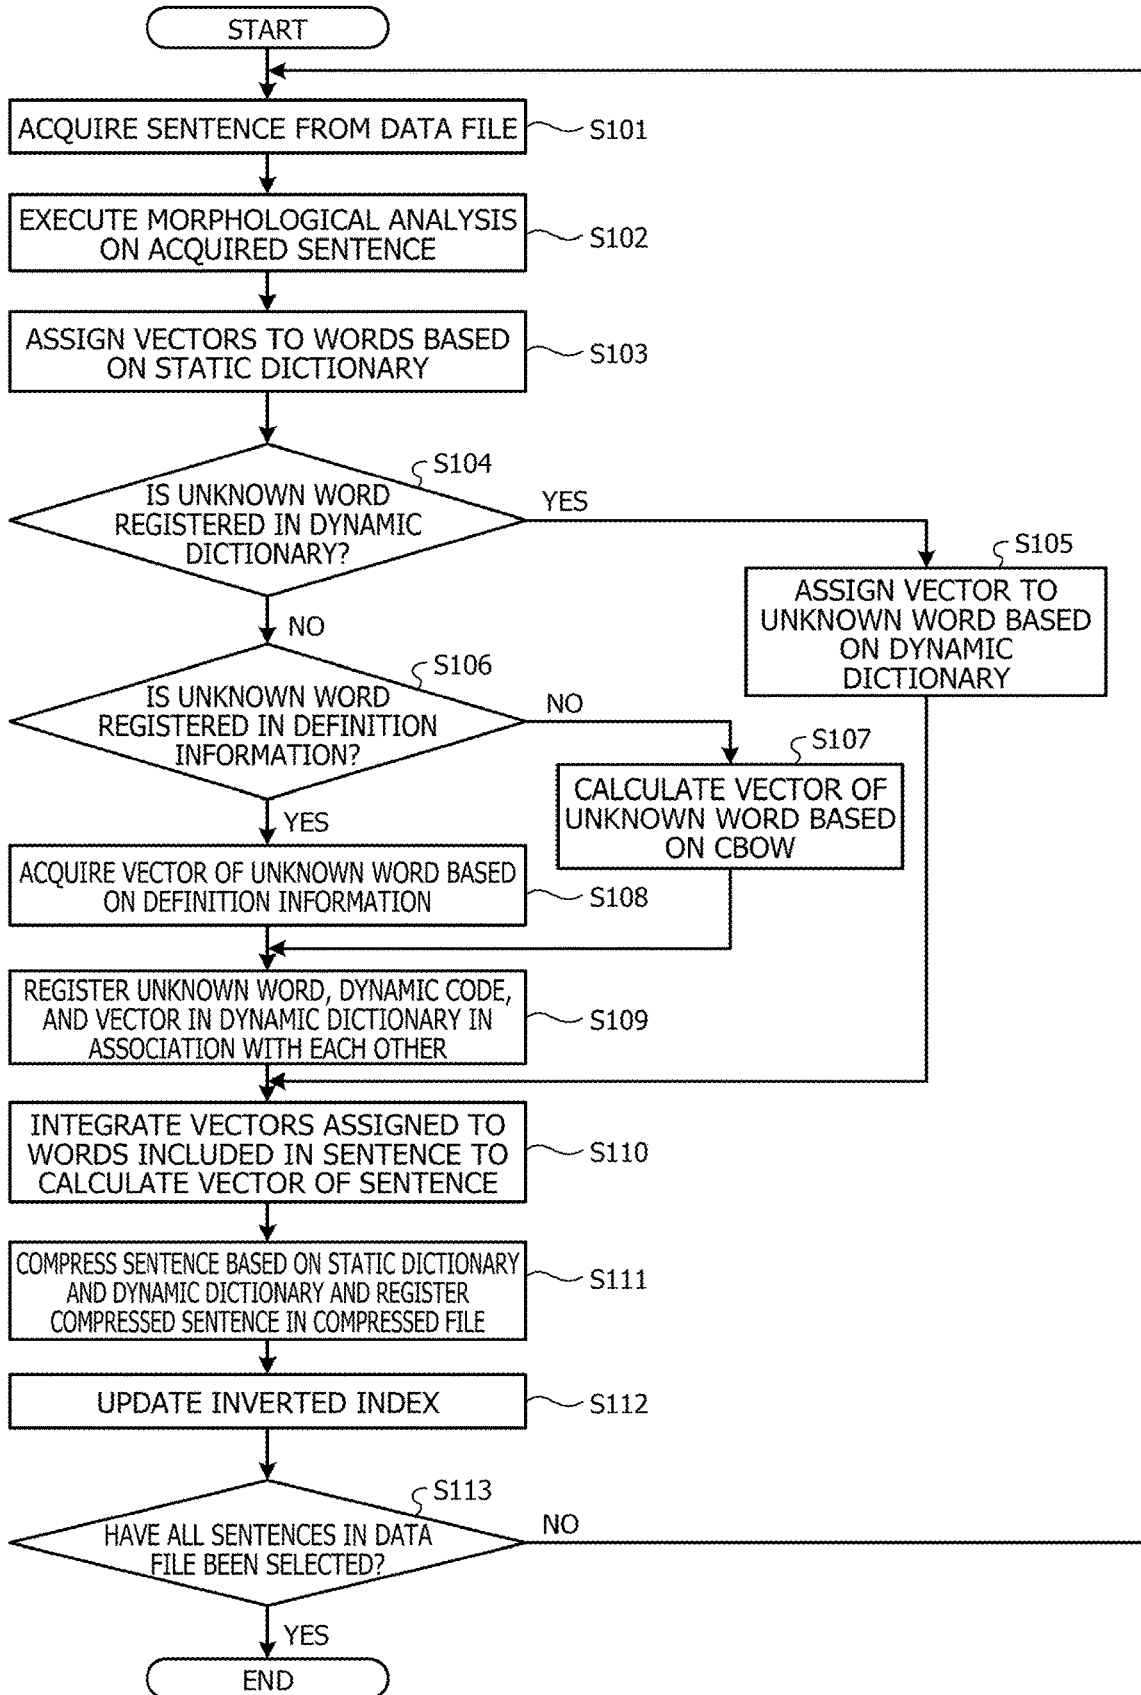 START
ACQUIRE SENTENCE FROM DATA FILE
S101
EXECUTE MORPHOLOGICAL ANALYSIS
ON ACQUIRED SENTENCE
S102
ASSIGN VECTORS TO WORDS BASED
ON STATIC DICTIONARY
S103
S104
IS UNKNOWN WORD
REGISTERED IN DYNAMIC
DICTIONARY?
YES
NO
S105
ASSIGN VECTOR TO
UNKNOWN WORD BASED
ON DYNAMIC
DICTIONARY
S106
IS UNKNOWN WORD
REGISTERED IN DEFINITION
INFORMATION?
NO
YES
S107
CALCULATE VECTOR OF
UNKNOWN WORD BASED
ON CBOW
ACQUIRE VECTOR OF UNKNOWN WORD BASED
ON DEFINITION INFORMATION
S108
REGISTER UNKNOWN WORD, DYNAMIC CODE,
AND VECTOR IN DYNAMIC DICTIONARY IN
ASSOCIATION WITH EACH OTHER
S109
INTEGRATE VECTORS ASSIGNED TO
WORDS INCLUDED IN SENTENCE TO
CALCULATE VECTOR OF SENTENCE
S110
COMPRESS SENTENCE BASED ON STATIC DICTIONARY
AND DYNAMIC DICTIONARY AND REGISTER
COMPRESSED SENTENCE IN COMPRESSED FILE
S111
UPDATE INVERTED INDEX
S112
S113
HAVE ALL SENTENCES IN DATA
FILE BEEN SELECTED?
NO
YES
END